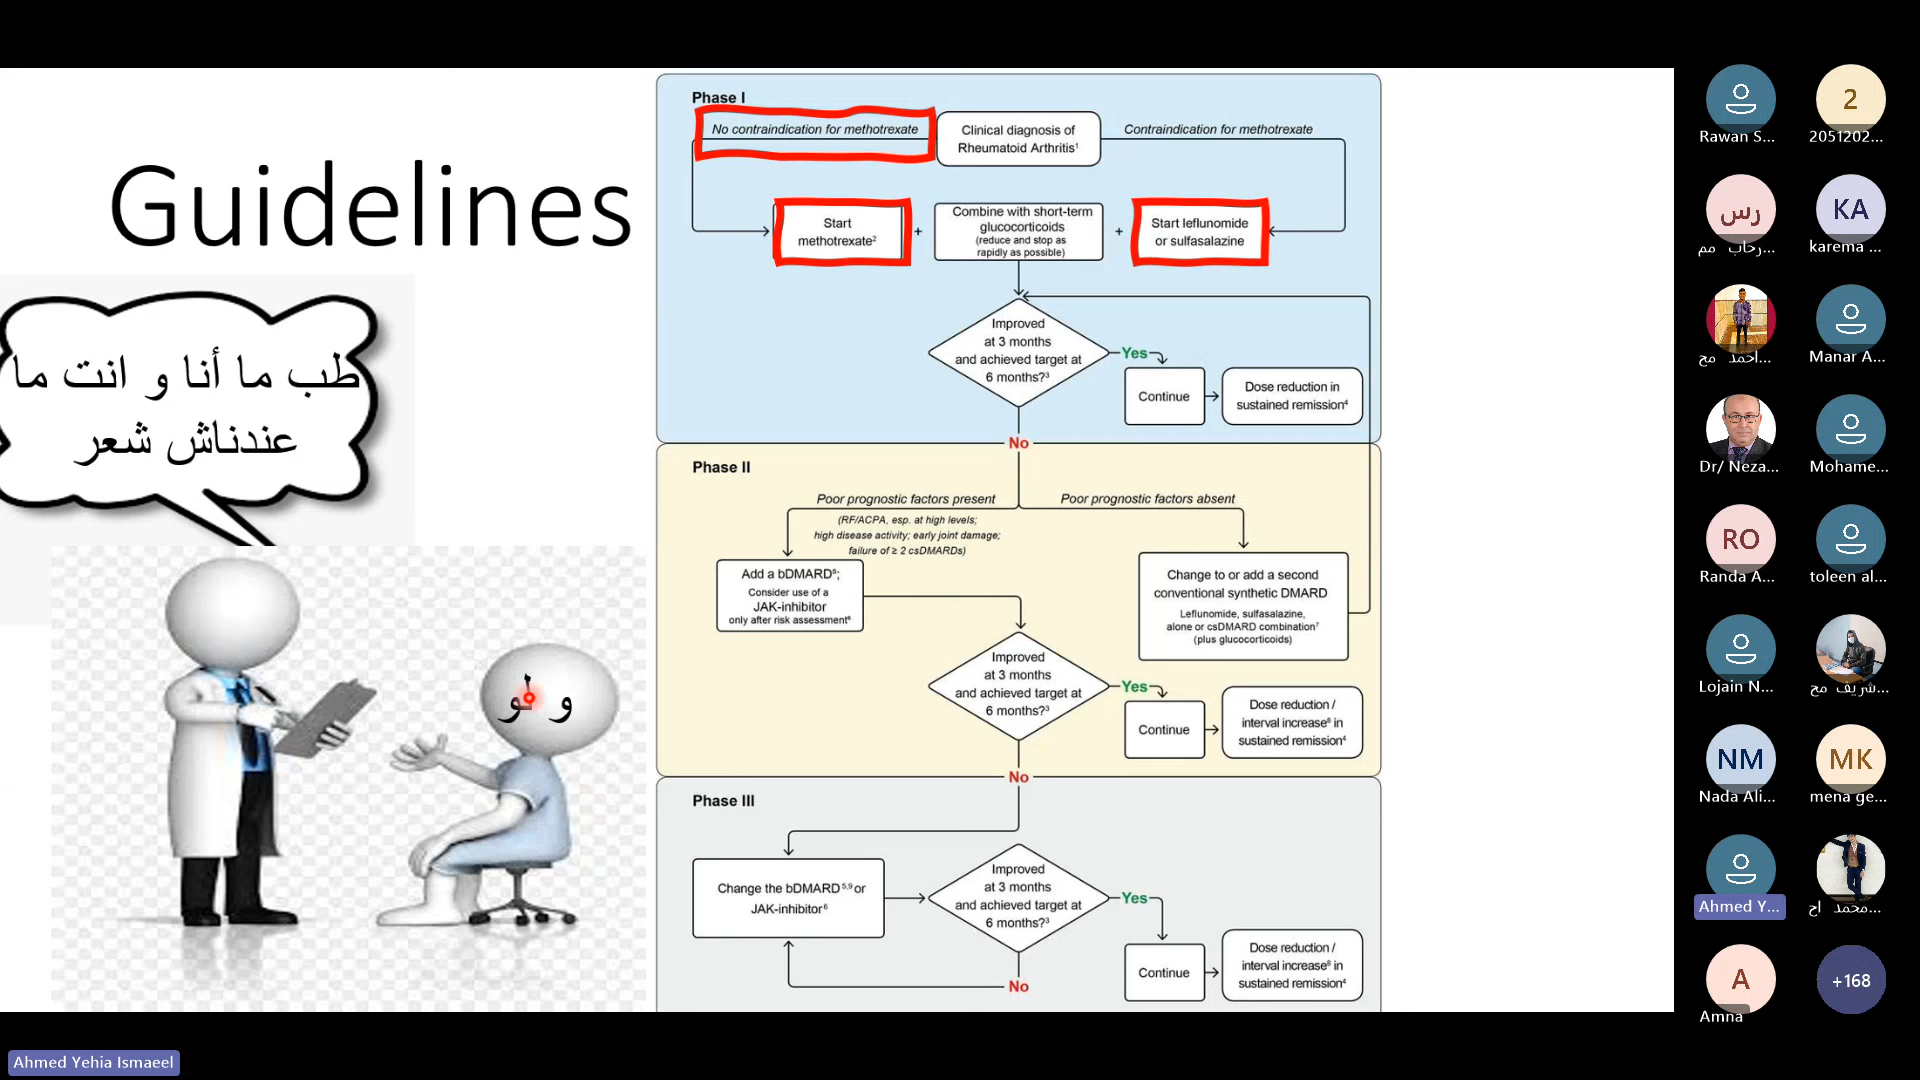 Guidelines
طب ما أنا و انت ما
عندناش شعر
و لو
Phase I
No contraindication for methotrexate
Clinical diagnosis of
Rheumatoid Arthritis¹
Contraindication for methotrexate
Start
methotrexate²
+
Combine with short-term
glucocorticoids
(reduce and stop as
rapidly as possible)
+
Start leflunomide
or sulfasalazine
Improved
at 3 months
and achieved target at
6 months?³
Yes
Continue
Dose reduction in
sustained remission⁴
No
Phase II
Poor prognostic factors present
(RF/ACPA, esp. at high levels;
high disease activity; early joint damage;
failure of ≥ 2 csDMARDs)
Poor prognostic factors absent
Add a bDMARD⁵;
Consider use of a
JAK-inhibitor
only after risk assessment⁶
Change to or add a second
conventional synthetic DMARD
Leflunomide, sulfasalazine,
alone or csDMARD combination⁷
(plus glucocorticoids)
Improved
at 3 months
and achieved target at
6 months?³
Yes
Continue
Dose reduction /
interval increase⁸ in
sustained remission⁴
No
Phase III
Change the bDMARD⁵,⁹ or
JAK-inhibitor⁶
Improved
at 3 months
and achieved target at
6 months?³
Yes
Continue
Dose reduction /
interval increase⁸ in
sustained remission⁴
No
Rawan S...
2
2051202...
رس
رحاب مم...
KA
karema ...
احمد مح...
Manar A...
Dr/ Neza...
Mohame...
RO
Randa A...
toleen al...
Lojain N...
شريف مح...
NM
Nada Ali...
MK
mena ge...
Ahmed Y...
محمد اح...
A
Amna
+168
Ahmed Yehia Ismaeel